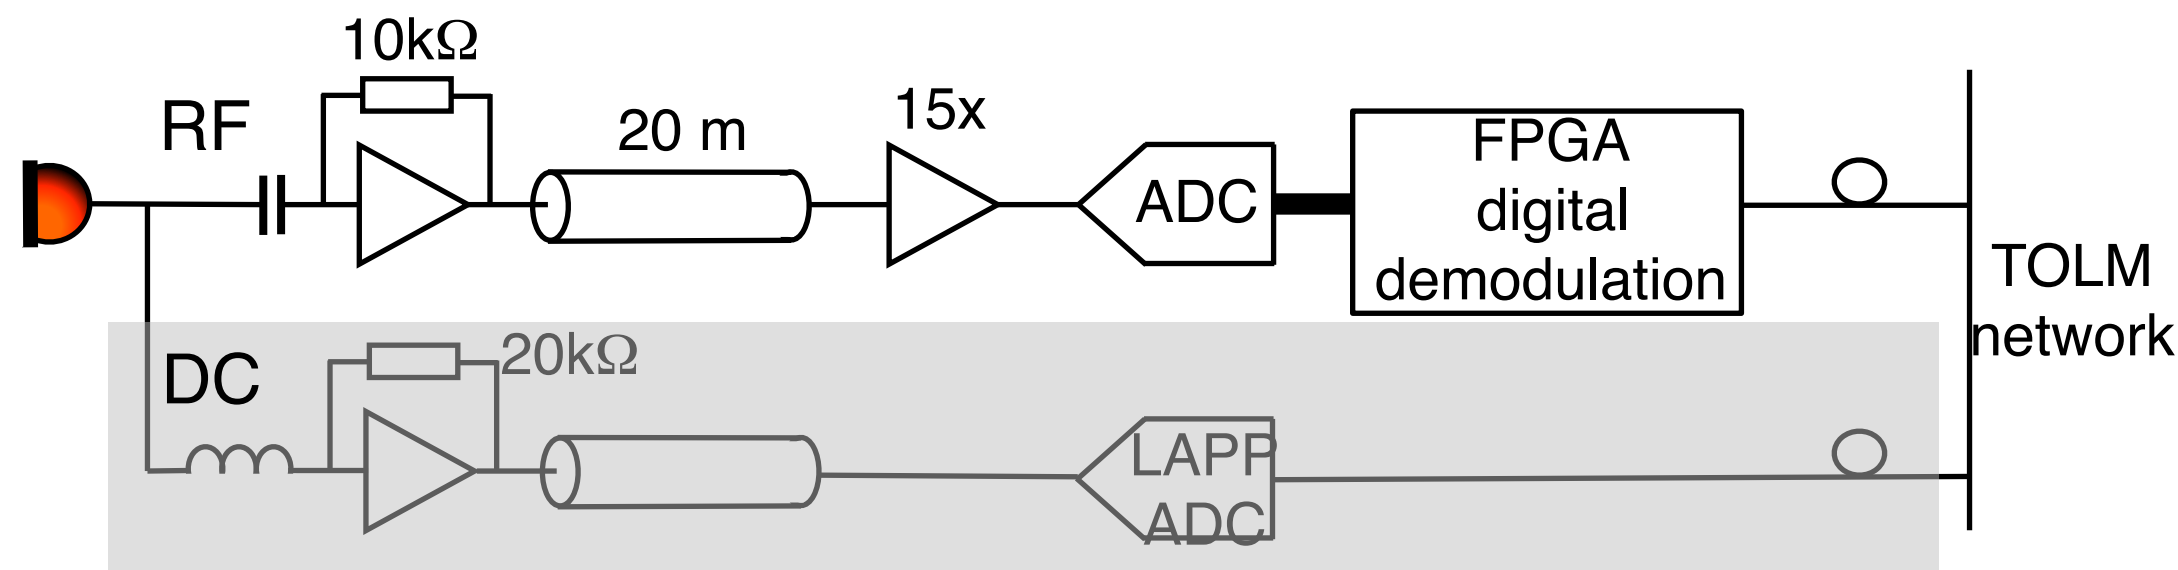 10kΩ
RF
20 m
15x
ADC
FPGA
digital
demodulation
TOLM
network
DC
20kΩ
LAPP
ADC